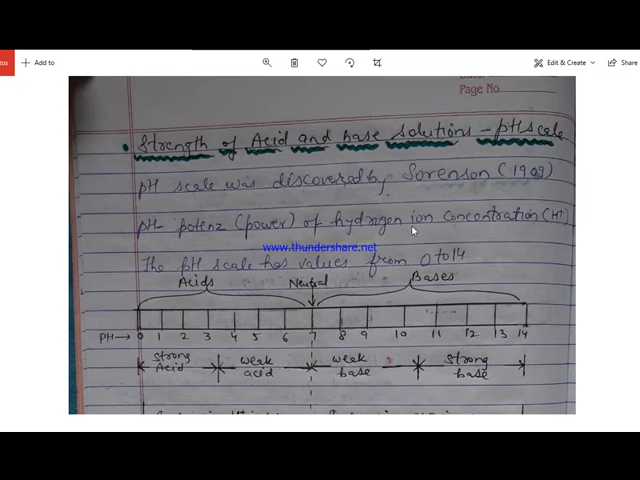 otos
Add to
Edit & Create
Share
Page No.
• Strength of Acid and base solutions - pH scale
pH scale was discovered by Sorenson (1909)
pH- potenz (power) of hydrogen ion concontration (H⁺)
www.thundershare.net
The pH scale has values from 0 to 14
Acids Neutral Bases
PH→ 0 1 2 3 4 5 6 7 8 9 10 11 12 13 14
strong Acid weak acid weak base strong base